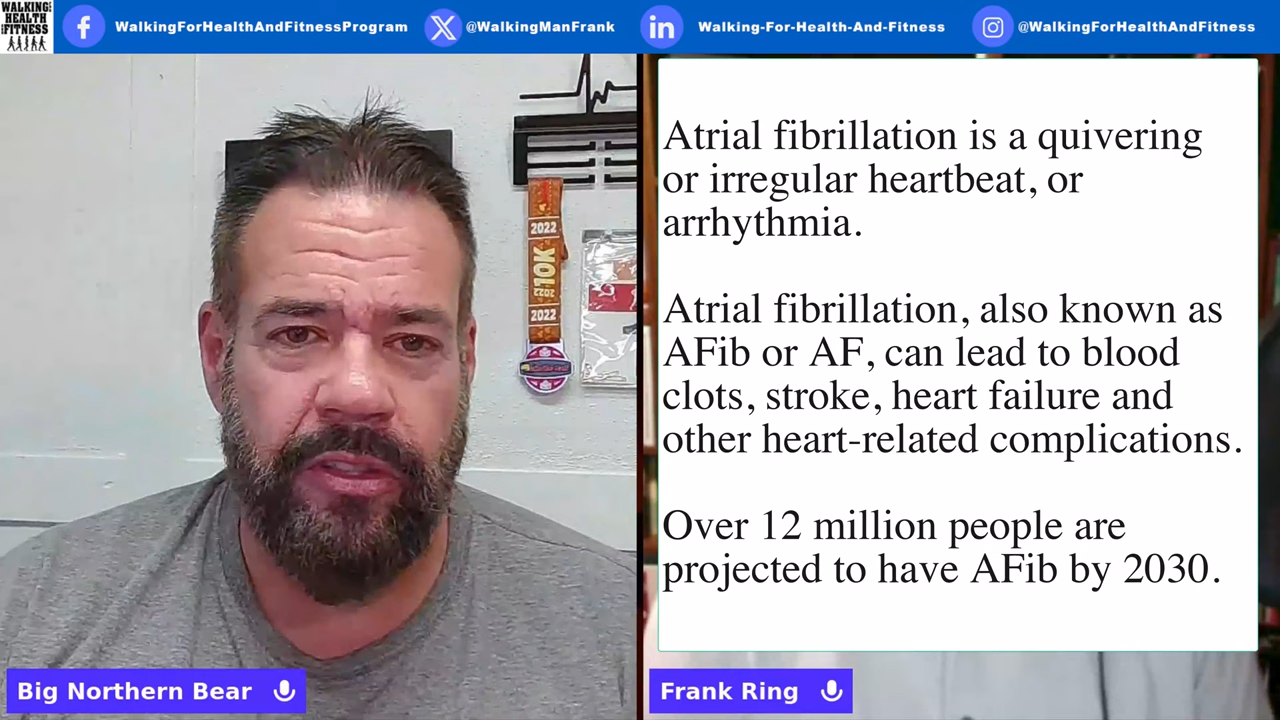 WALKING FOR
HEALTH
AND FITNESS
WalkingForHealthAndFitnessProgram
@WalkingManFrank
Walking-For-Health-And-Fitness
@WalkingForHealthAndFitness
2022
10K
2022
2022
Atrial fibrillation is a quivering
or irregular heartbeat, or
arrhythmia.
Atrial fibrillation, also known as
AFib or AF, can lead to blood
clots, stroke, heart failure and
other heart-related complications.
Over 12 million people are
projected to have AFib by 2030.
Big Northern Bear
Frank Ring